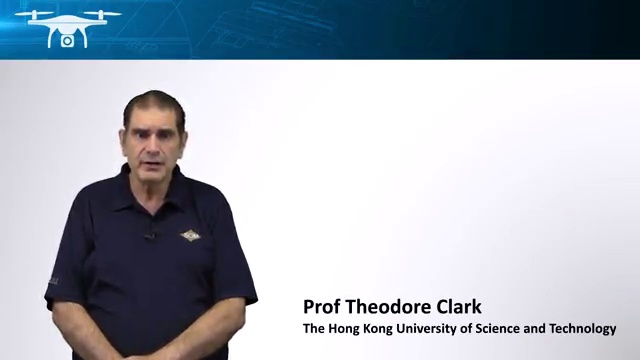 Prof Theodore Clark
The Hong Kong University of Science and Technology